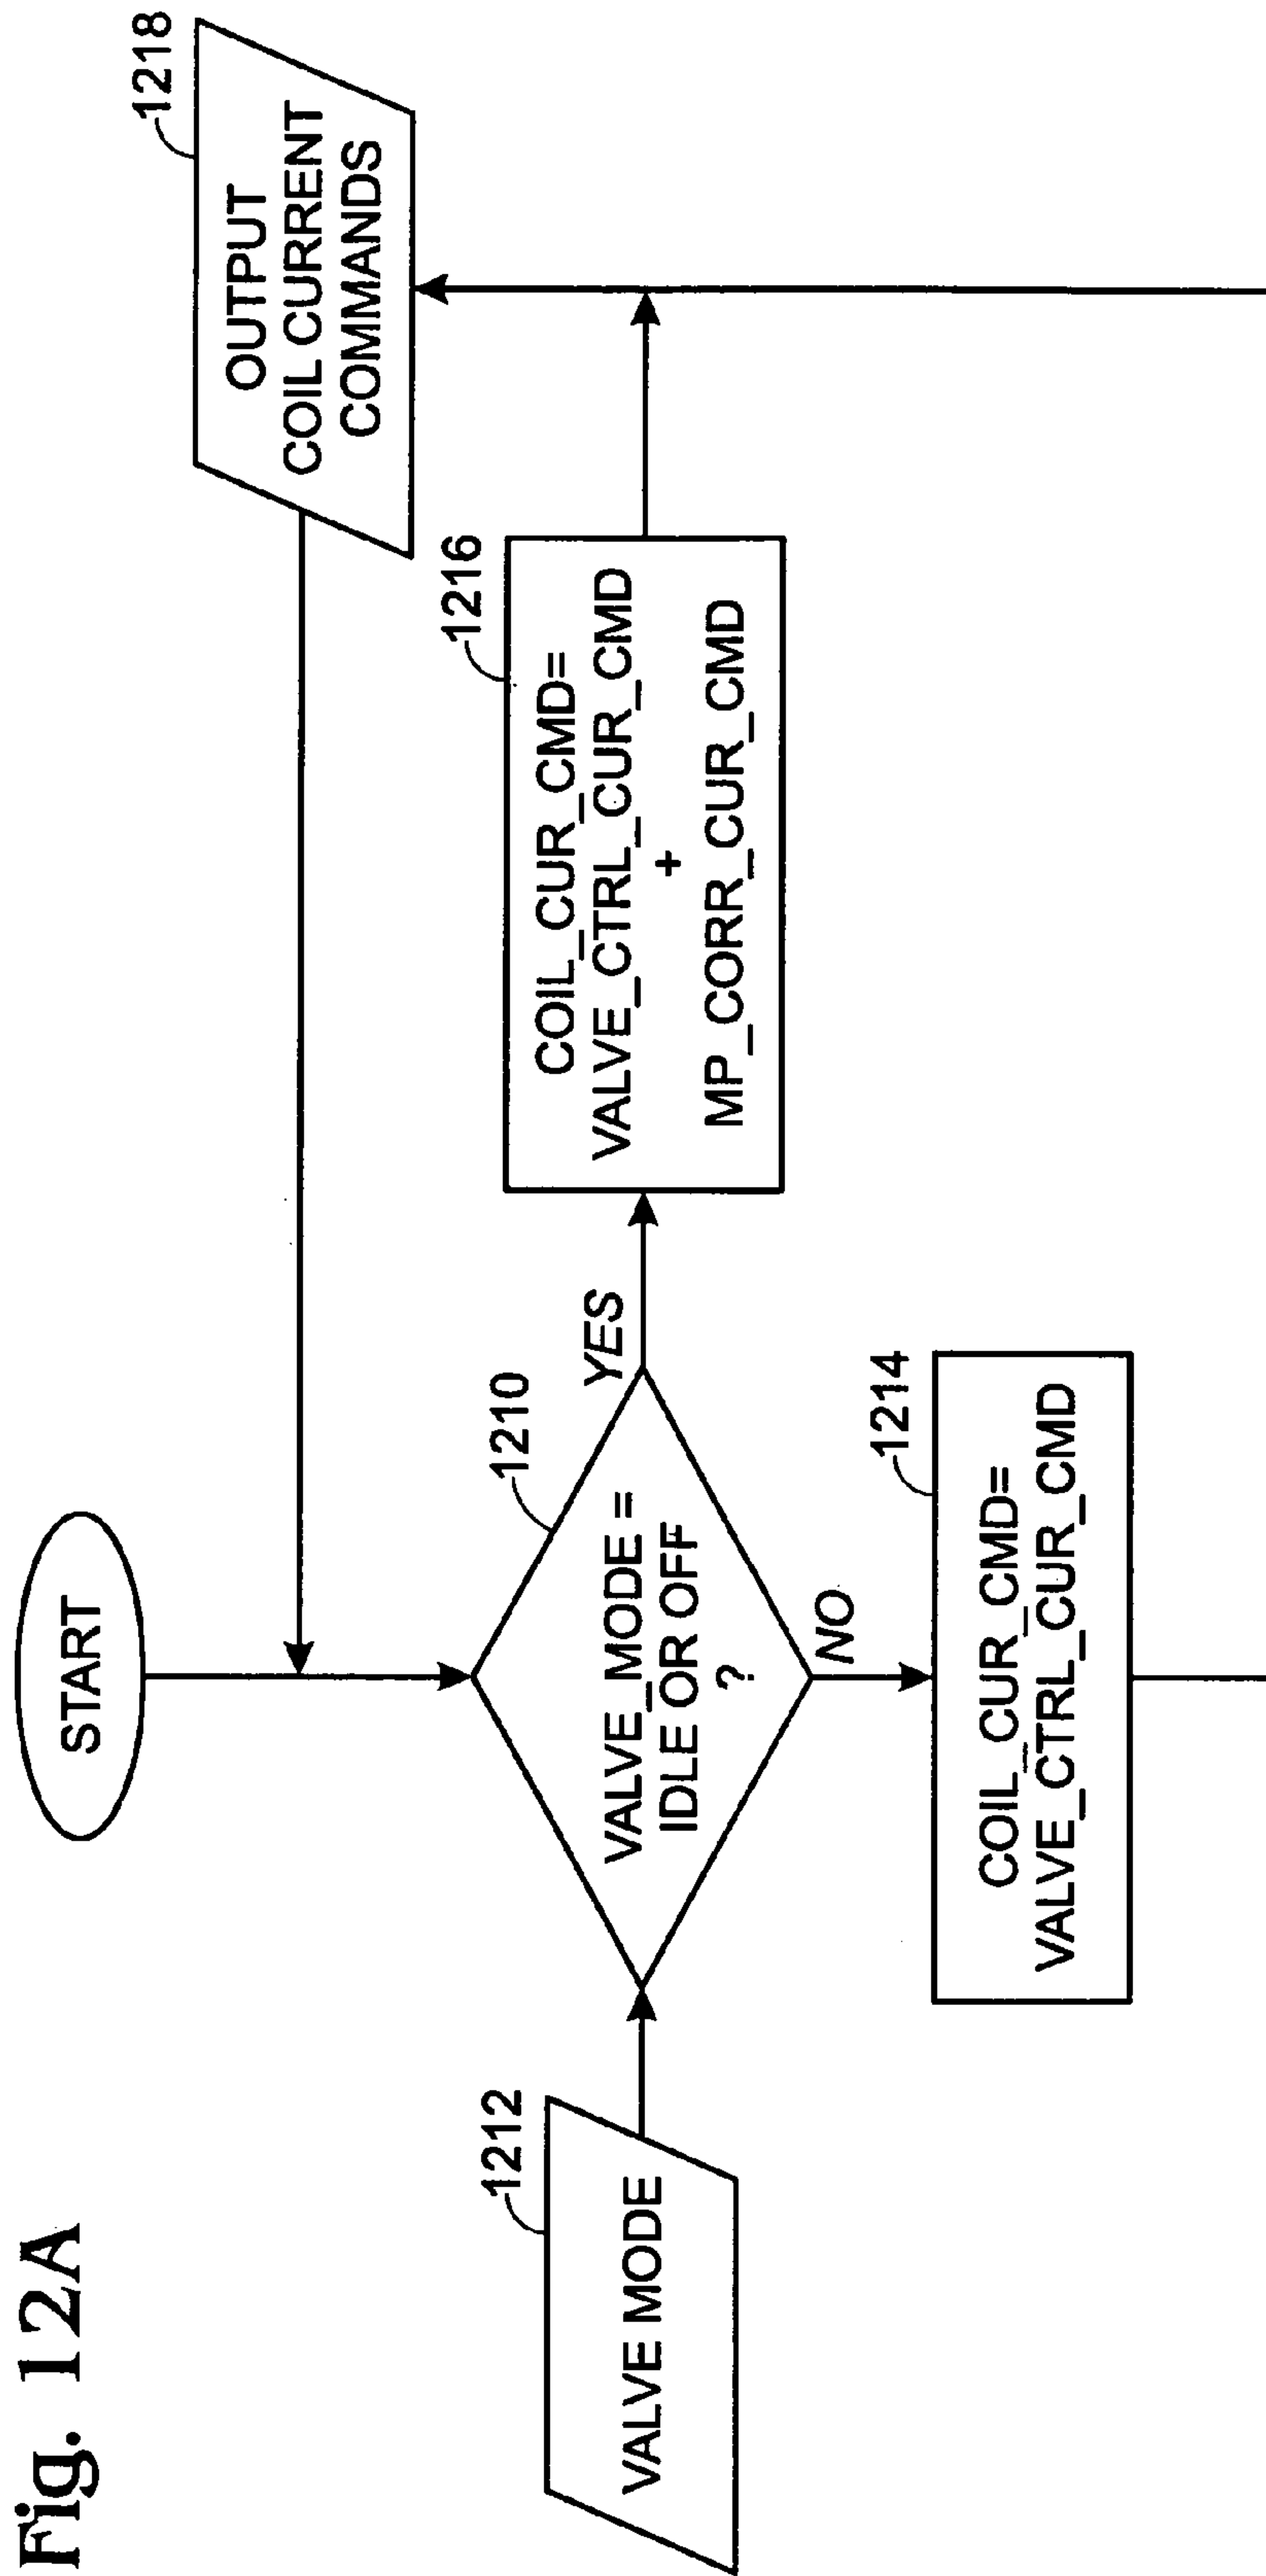 Fig. 12A
START
1218
OUTPUT
COIL CURRENT
COMMANDS
1212
VALVE MODE
1210
VALVE_MODE =
IDLE OR OFF
?
YES
NO
1216
COIL_CUR_CMD=
VALVE_CTRL_CUR_CMD
+
MP_CORR_CUR_CMD
1214
COIL_CUR_CMD=
VALVE_CTRL_CUR_CMD